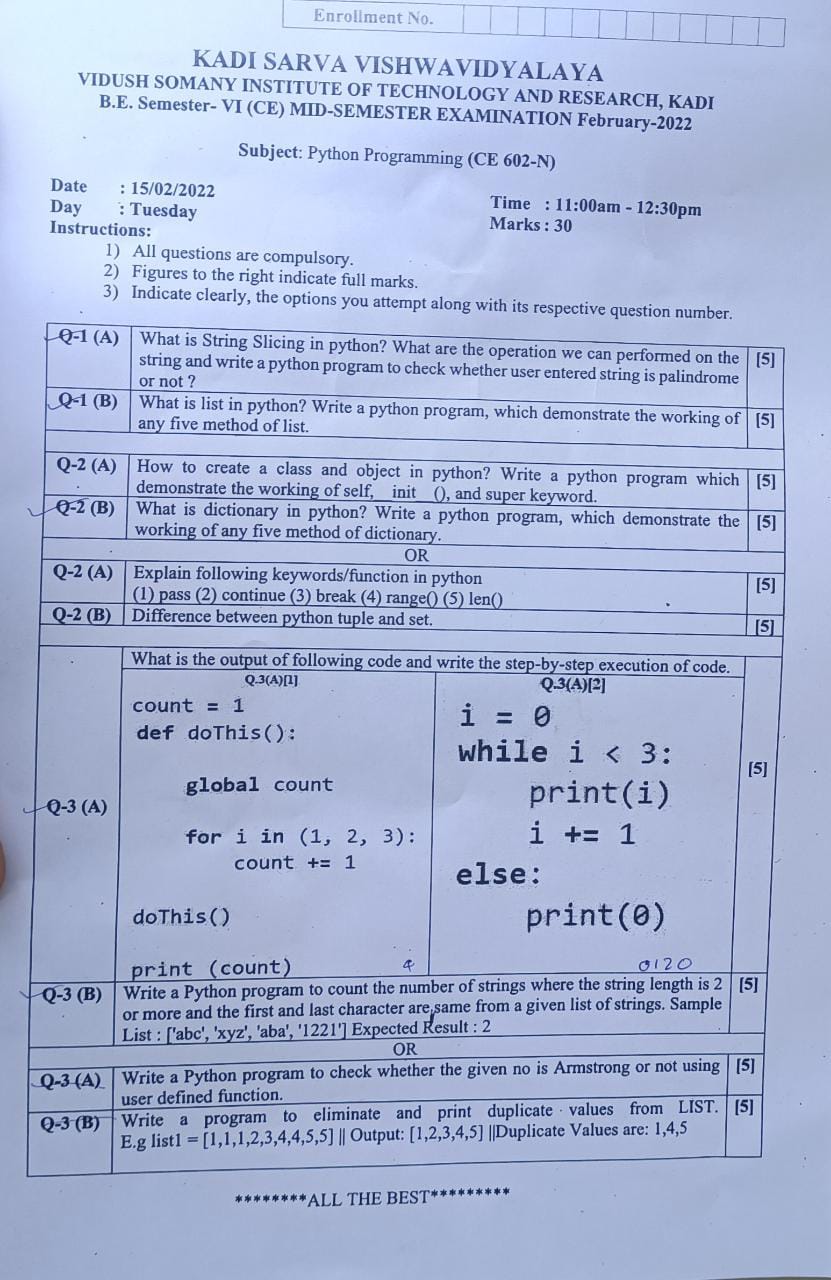 Enrollment No.
KADI SARVA VISHWAVIDYALAYA
VIDUSH SOMANY INSTITUTE OF TECHNOLOGY AND RESEARCH, KADI
B.E. Semester- VI (CE) MID-SEMESTER EXAMINATION February-2022
Subject: Python Programming (CE 602-N)
Date : 15/02/2022
Time : 11:00am - 12:30pm
Day : Tuesday
Marks : 30
Instructions:
1) All questions are compulsory.
2) Figures to the right indicate full marks.
3) Indicate clearly, the options you attempt along with its respective question number.
Q-1 (A) What is String Slicing in python? What are the operation we can performed on the [5]
string and write a python program to check whether user entered string is palindrome
or not ?
Q-1 (B) What is list in python? Write a python program, which demonstrate the working of [5]
any five method of list.
Q-2 (A) How to create a class and object in python? Write a python program which [5]
demonstrate the working of self, __init__(), and super keyword.
Q-2 (B) What is dictionary in python? Write a python program, which demonstrate the [5]
working of any five method of dictionary.
OR
Q-2 (A) Explain following keywords/function in python [5]
(1) pass (2) continue (3) break (4) range() (5) len()
Q-2 (B) Difference between python tuple and set. [5]
What is the output of following code and write the step-by-step execution of code.
Q-3 (A)
[5]
Q.3(A)[1]
count = 1
def doThis():
global count
for i in (1, 2, 3):
count += 1
doThis()
print (count) 4
Q.3(A)[2]
i = 0
while i < 3:
print(i)
i += 1
else:
print(0)
0120
Q-3 (B) Write a Python program to count the number of strings where the string length is 2 [5]
or more and the first and last character are same from a given list of strings. Sample
List : ['abc', 'xyz', 'aba', '1221'] Expected Result : 2
OR
Q-3 (A) Write a Python program to check whether the given no is Armstrong or not using [5]
user defined function.
Q-3 (B) Write a program to eliminate and print duplicate values from LIST. [5]
E.g list1 = [1,1,1,2,3,4,4,5,5] || Output: [1,2,3,4,5] ||Duplicate Values are: 1,4,5
********ALL THE BEST*********